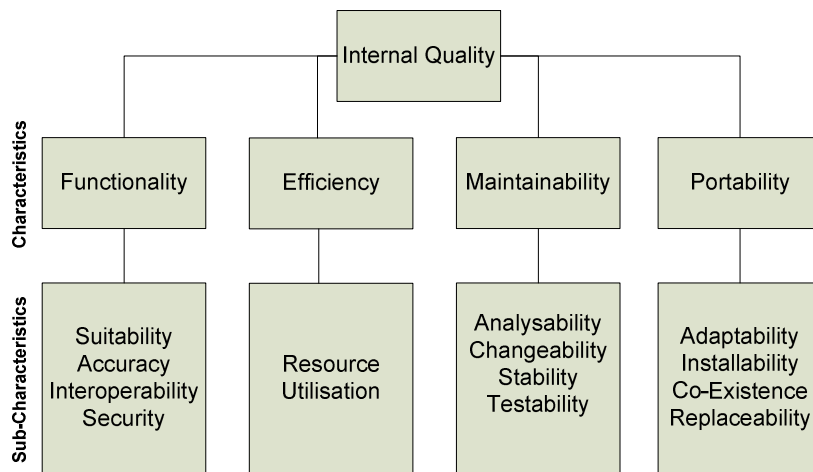 Internal Quality
Characteristics
Functionality
Efficiency
Maintainability
Portability
Sub-Characteristics
Suitability
Accuracy
Interoperability
Security
Resource
Utilisation
Analysability
Changeability
Stability
Testability
Adaptability
Installability
Co-Existence
Replaceability